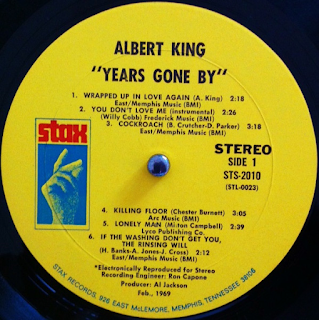 ALBERT KING
"YEARS GONE BY"
1. WRAPPED UP IN LOVE AGAIN (A. King) 2:18
East/Memphis Music (BMI)
2. YOU DON'T LOVE ME (instrumental) 2:26
(Willy Cobb) Frederick Music (BMI)
3. COCKROACH (B. Crutcher-D. Parker) 3:18
East/Memphis Music (BMI)
stax
STEREO
SIDE 1
STS-2010
(STL-0023)
4. KILLING FLOOR (Chester Burnett) 3:05
Arc Music (BMI)
5. LONELY MAN (Milton Campbell) 2:39
Lyco Publishing Co.
6. IF THE WASHING DON'T GET YOU,
THE RINSING WILL
(H. Banks-A. Jones-J. Cross) 2:12
East/Memphis Music (BMI)
*Electronically Reproduced for Stereo
Recording Engineer: Ron Capone
Producer: Al Jackson
Feb., 1969
STAX RECORDS, 926 EAST McLEMORE, MEMPHIS, TENNESSEE 38106